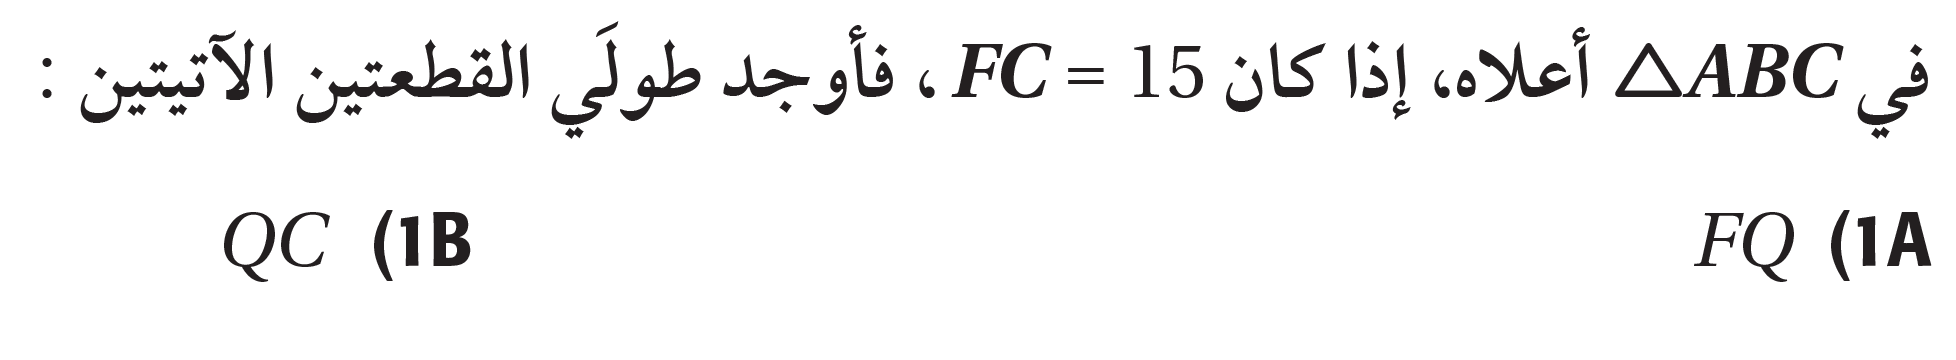 في △ABC أعلاه، إذا كان FC = 15 ، فأوجد طولَي القطعتين الآتيتين :
1A) FQ 1B) QC